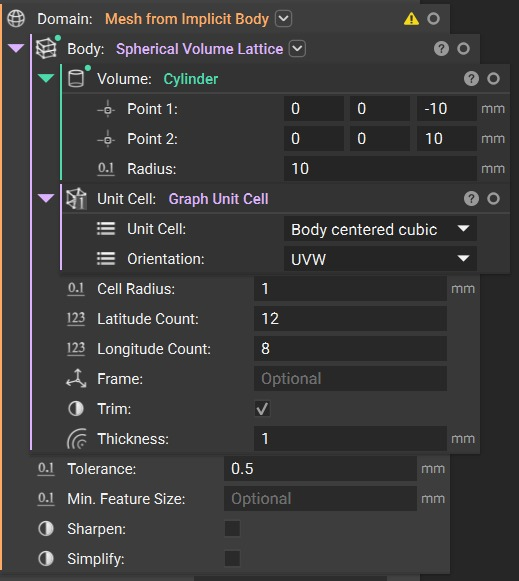 Domain: Mesh from Implicit Body
Body: Spherical Volume Lattice ?
Volume: Cylinder ?
Point 1: 0 0 -10 mm
Point 2: 0 0 10 mm
0.1 Radius: 10 mm
1 Unit Cell: Graph Unit Cell ?
Unit Cell: Body centered cubic
Orientation: UVW
0.1 Cell Radius: 1 mm
123 Latitude Count: 12
123 Longitude Count: 8
Frame: Optional
Trim:
Thickness: 1 mm
0.1 Tolerance: 0.5 mm
0.1 Min. Feature Size: Optional mm
Sharpen:
Simplify: